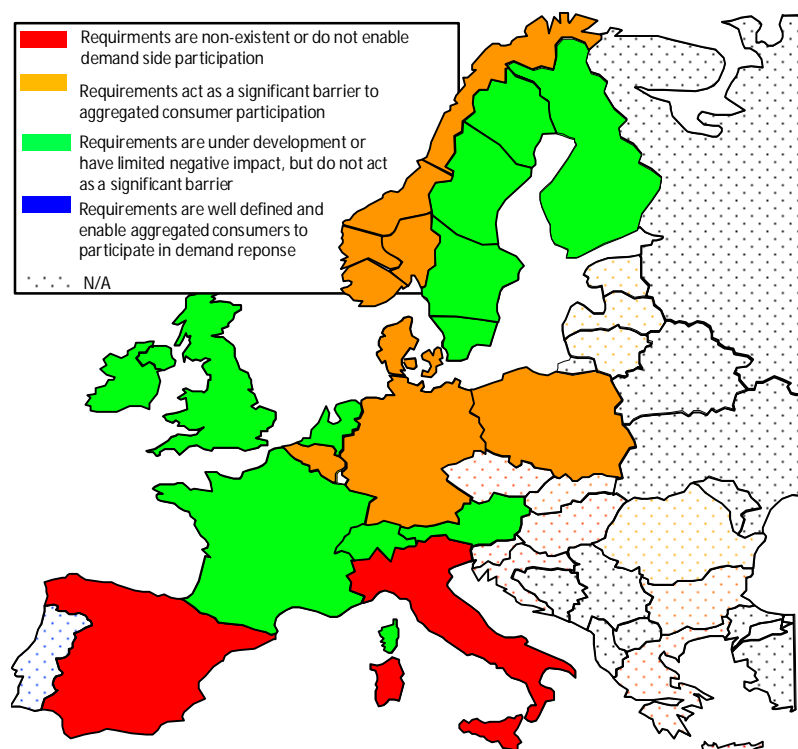 Requirments are non-existent or do not enable
demand side participation
Requirements act as a significant barrier to
aggregated consumer participation
Requirements are under development or
have limited negative impact, but do not act
as a significant barrier
Requirements are well defined and
enable aggregated consumers to
participate in demand reponse
N/A